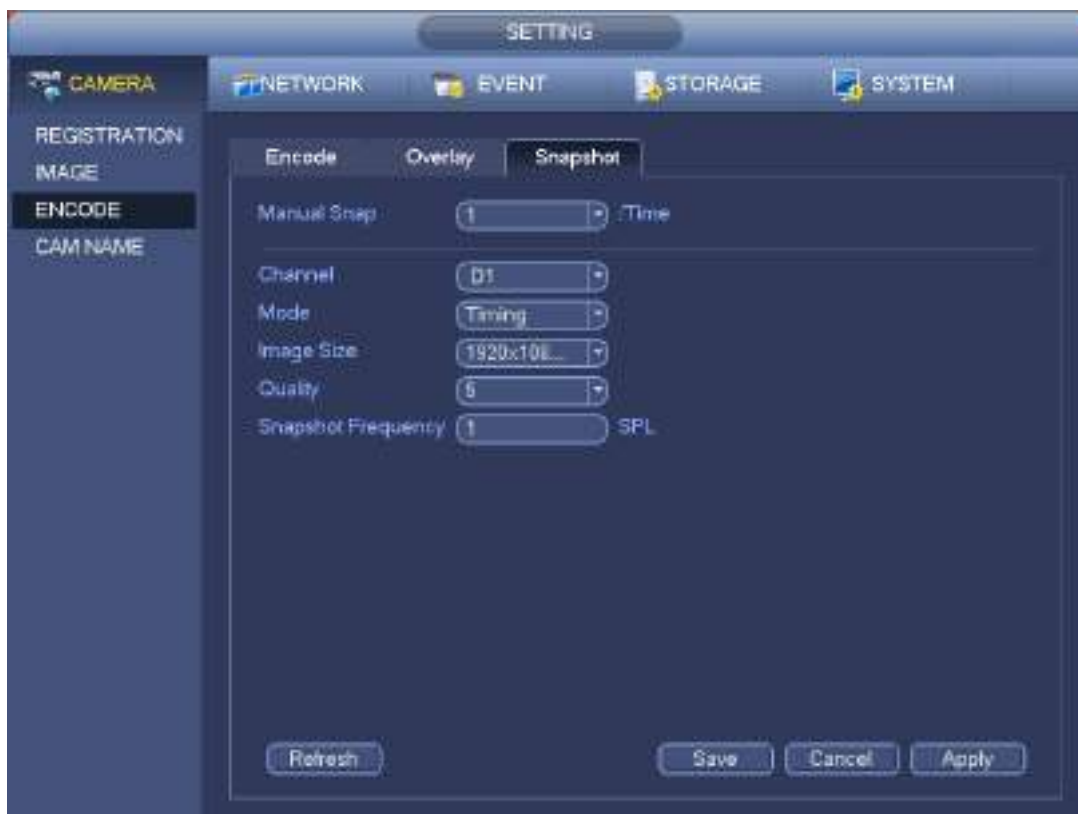 SETTING
CAMERA NETWORK EVENT STORAGE SYSTEM
REGISTRATION
IMAGE
ENCODE
CAM NAME
Encode Overlay Snapshot
Manual Snap 1 /Time
Channel D1
Mode Timing
Image Size 1920x108...
Quality 5
Snapshot Frequency 1 SPL
Refresh Save Cancel Apply